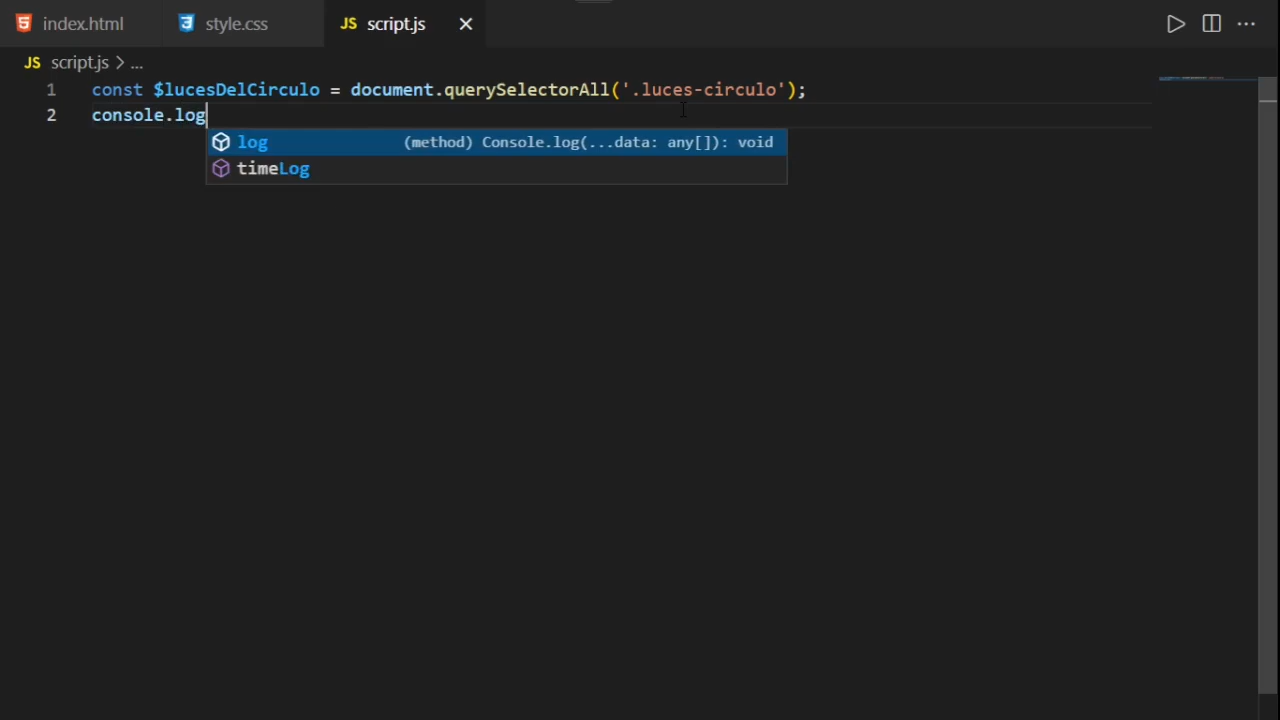 index.html
style.css
JS script.js
JS script.js > ...
1 const $lucesDelCirculo = document.querySelectorAll('.luces-circulo');
2 console.log
log (method) Console.log(...data: any[]): void
timeLog